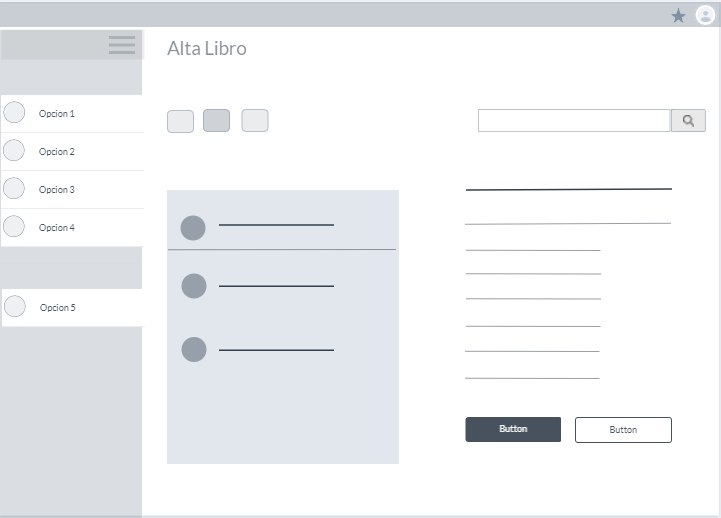 Alta Libro
Opcion 1
Opcion 2
Opcion 3
Opcion 4
Opcion 5
Button
Button